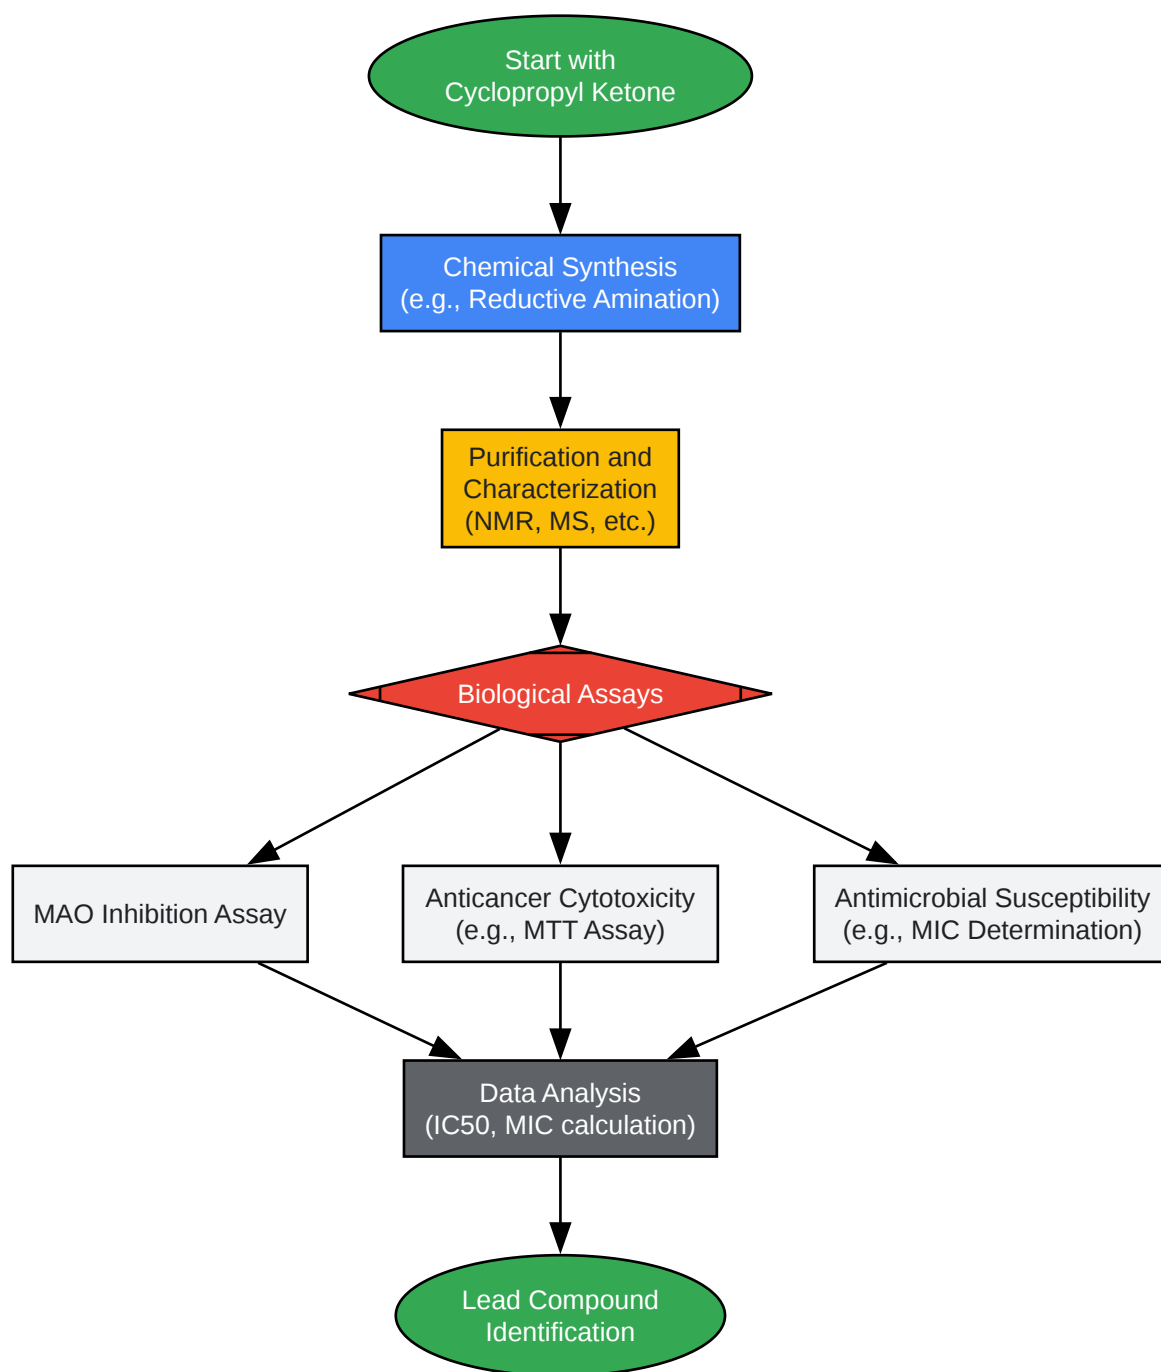 Start with
Cyclopropyl Ketone
Chemical Synthesis
(e.g., Reductive Amination)
Purification and
Characterization
(NMR, MS, etc.)
Biological Assays
MAO Inhibition Assay
Anticancer Cytotoxicity
(e.g., MTT Assay)
Antimicrobial Susceptibility
(e.g., MIC Determination)
Data Analysis
(IC50, MIC calculation)
Lead Compound
Identification